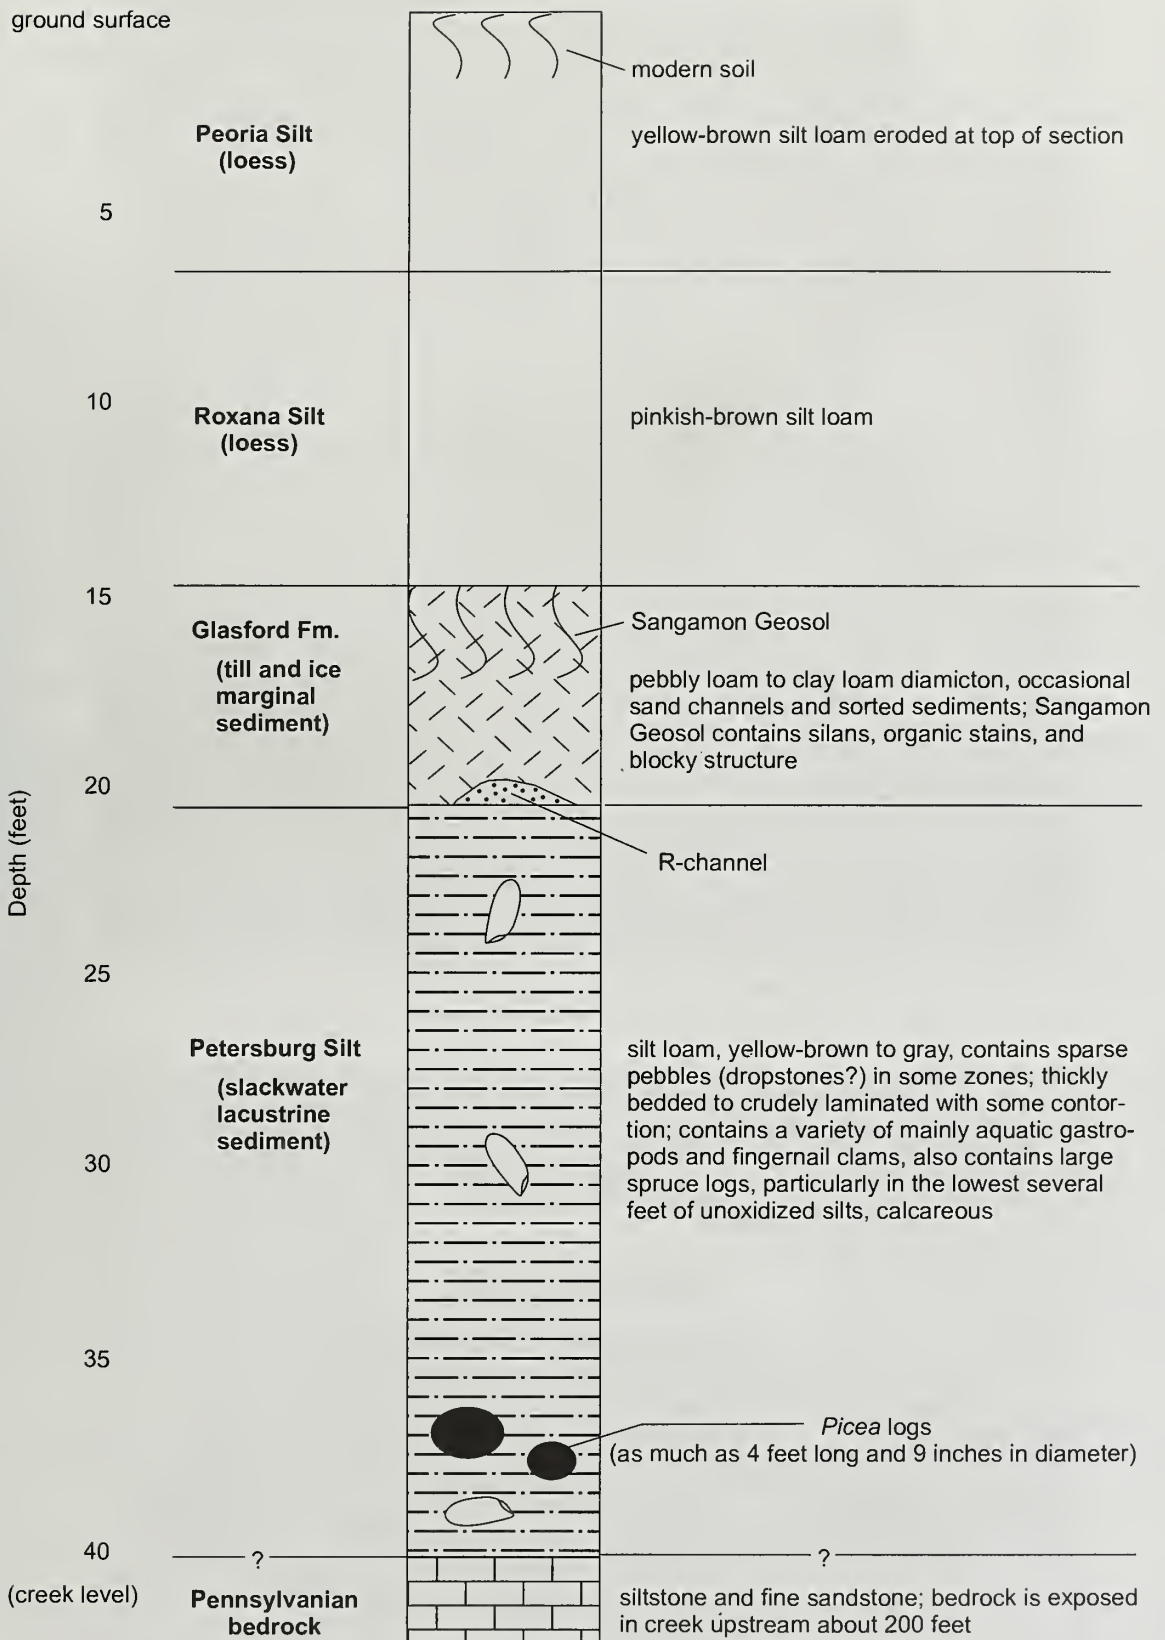 ground surface
modern soil
Peoria Silt
(loess)
yellow-brown silt loam eroded at top of section
5
10
Roxana Silt
(loess)
pinkish-brown silt loam
15
Glasford Fm.
(till and ice
marginal
sediment)
Sangamon Geosol
pebbly loam to clay loam diamicton, occasional
sand channels and sorted sediments; Sangamon
Geosol contains silans, organic stains, and
blocky structure
20
R-channel
Depth (feet)
25
Petersburg Silt
(slackwater
lacustrine
sediment)
silt loam, yellow-brown to gray, contains sparse
pebbles (dropstones?) in some zones; thickly
bedded to crudely laminated with some contor-
tion; contains a variety of mainly aquatic gastro-
pods and fingernail clams, also contains large
spruce logs, particularly in the lowest several
feet of unoxidized silts, calcareous
30
35
Picea logs
(as much as 4 feet long and 9 inches in diameter)
40
?
?
(creek level)
Pennsylvanian
bedrock
siltstone and fine sandstone; bedrock is exposed
in creek upstream about 200 feet